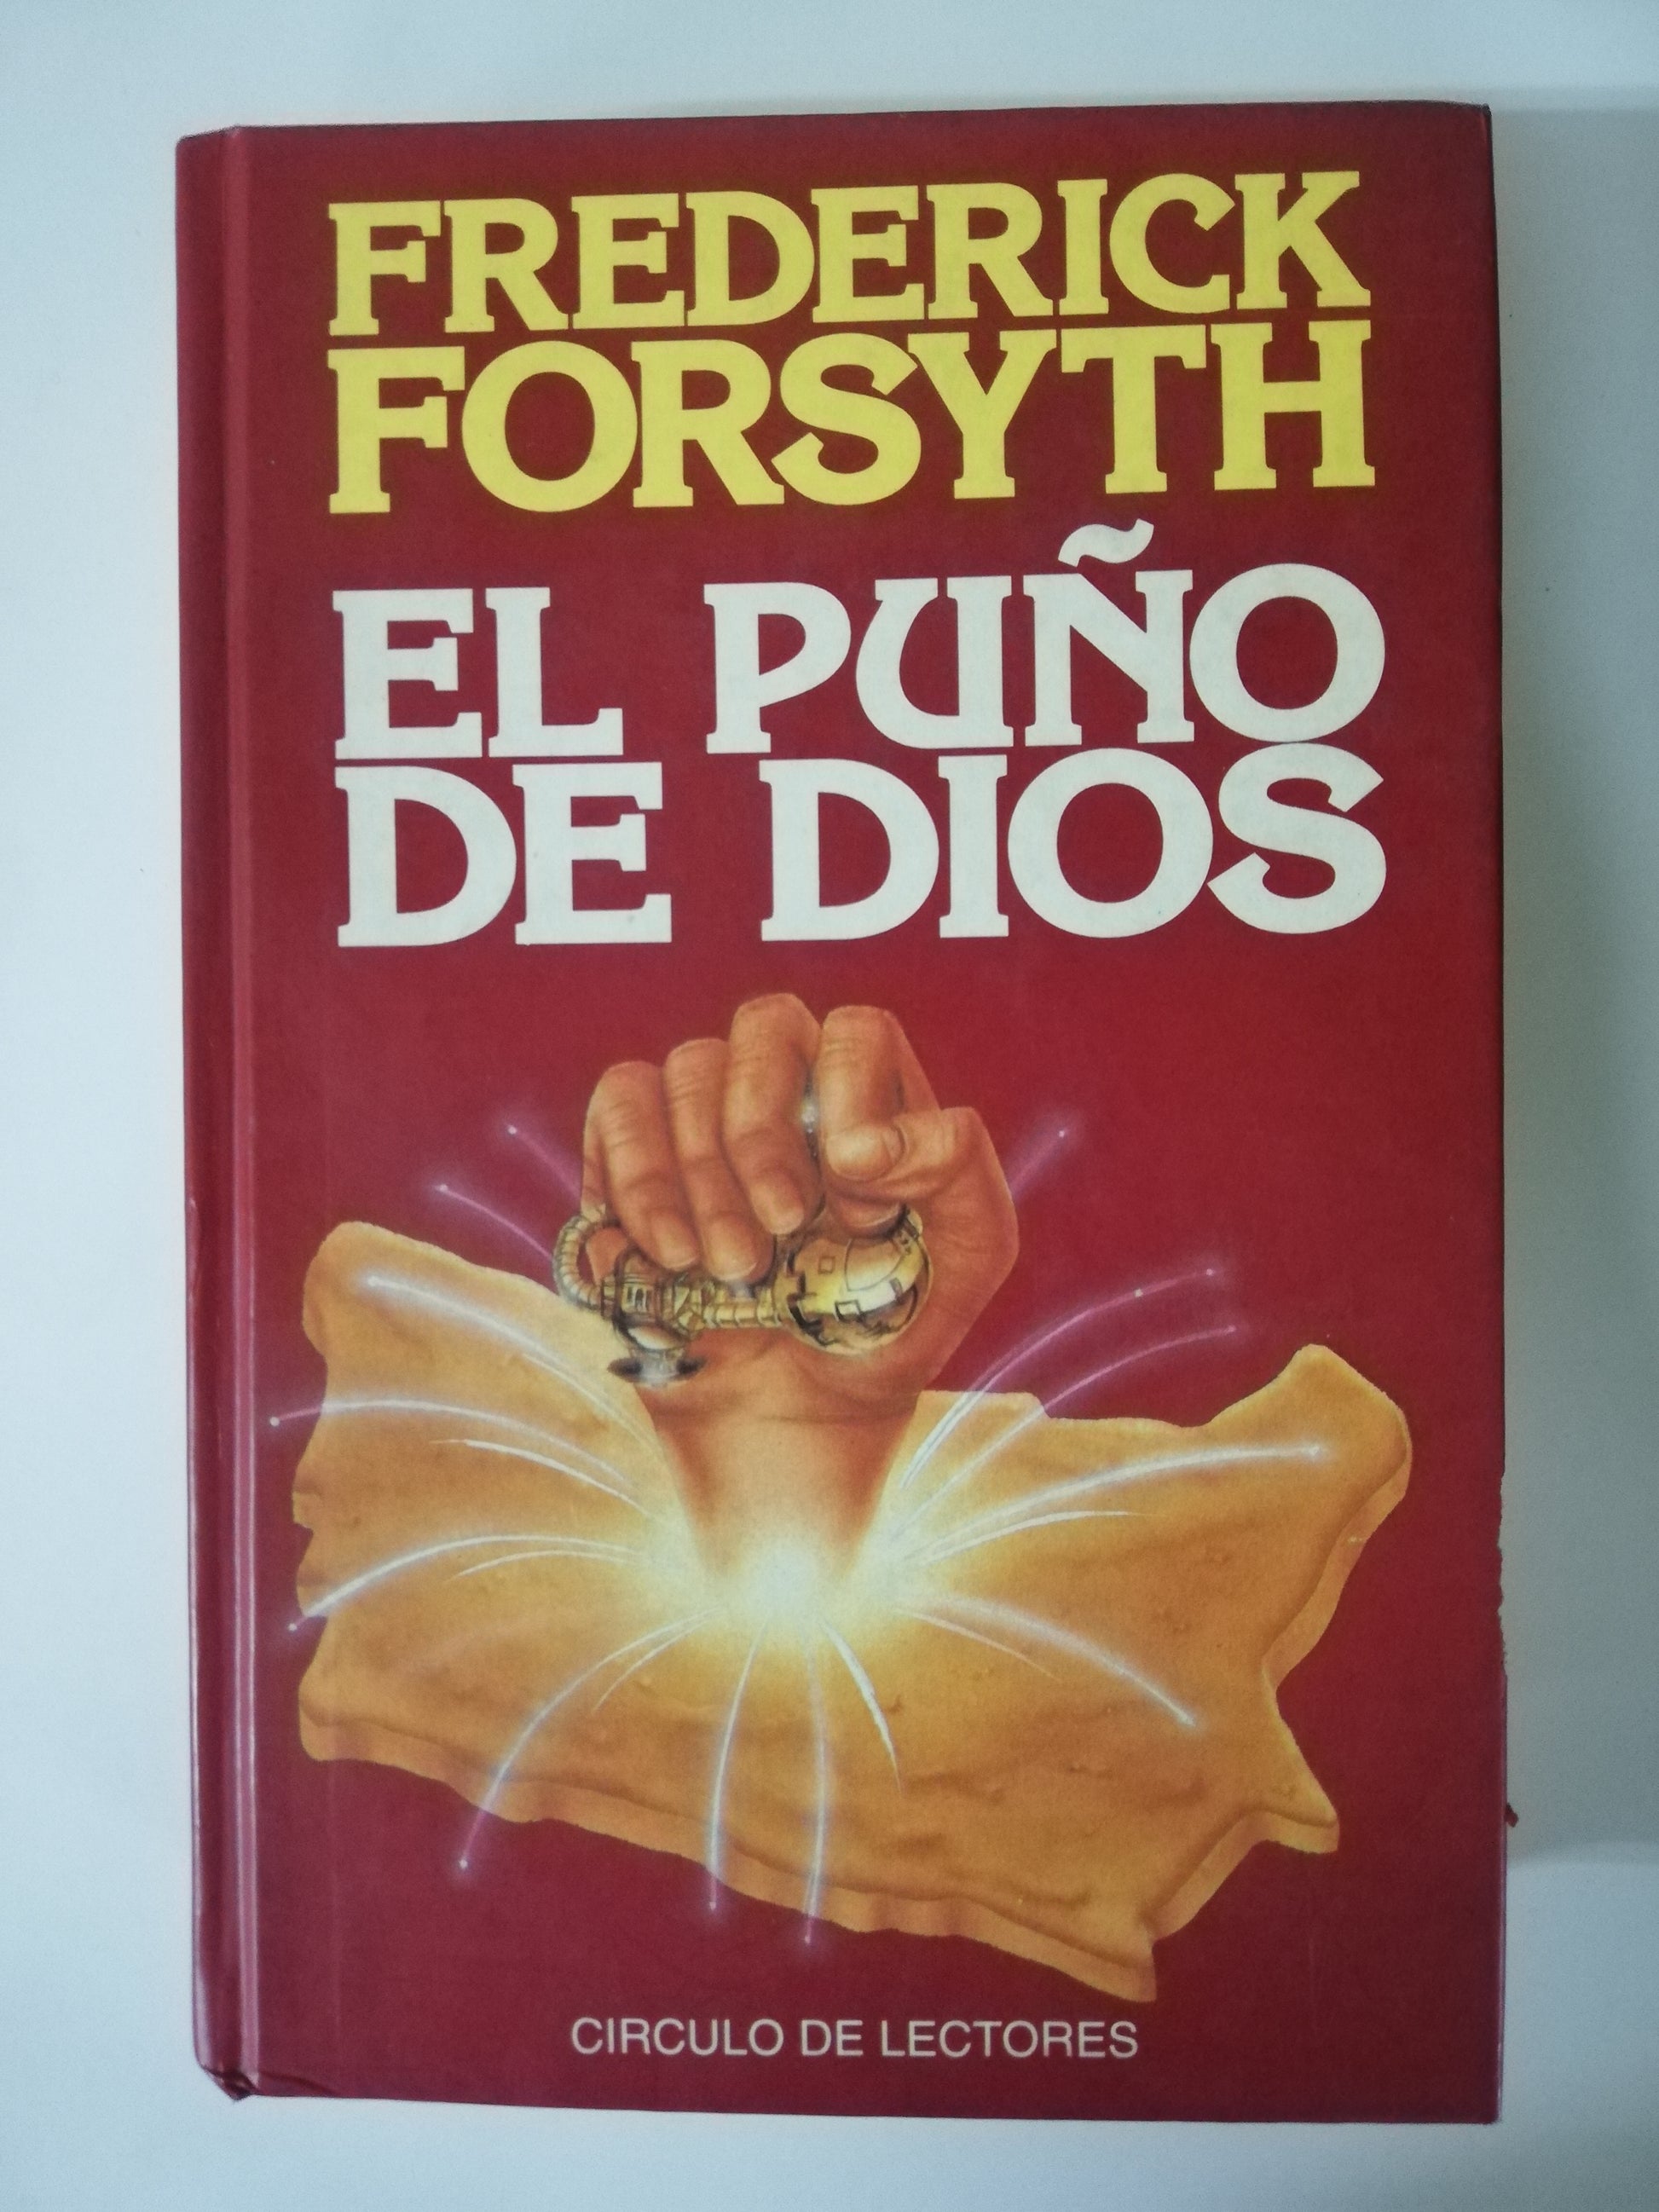 FREDERICK
FORSYTH
EL PUÑO
DE DIOS
CIRCULO DE LECTORES